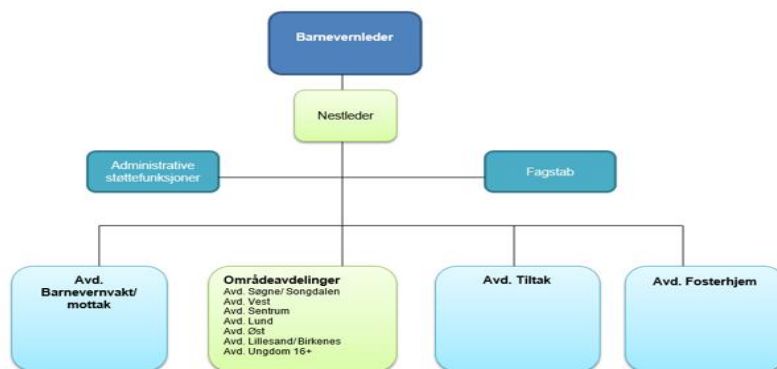 Barnevernleder
Nestleder
Administrative
støttefunksjoner
Fagstab
Avd.
Barnevernvakt/
mottak
Områdeavdelinger
Avd. Søgne/ Songdalen
Avd. Vest
Avd. Sentrum
Avd. Lund
Avd. Øst
Avd. Lillesand/ Birkenes
Avd. Ungdom 16+
Avd. Tiltak
Avd. Fosterhjem